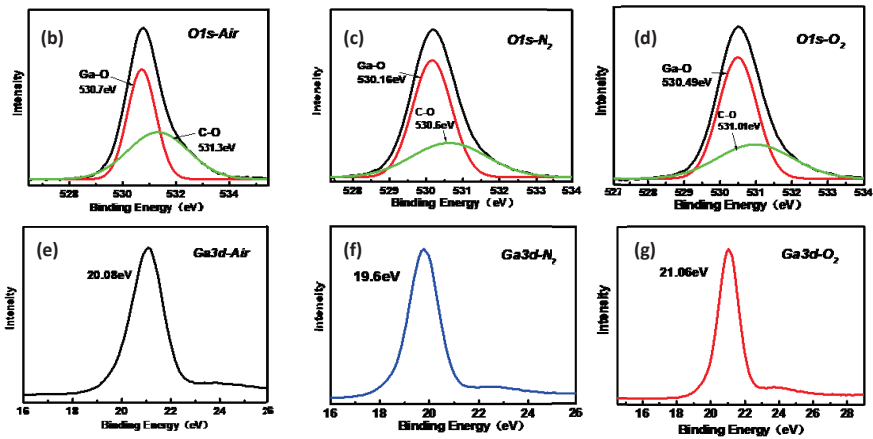 (b)
O1s-Air
Ga-O
530.7eV
C-O
531.3eV
Intensity
528
530
532
534
Binding Energy (eV)
(c)
O1s-N2
Ga-O
530.16eV
C-O
530.6eV
Intensity
528
529
530
531
532
533
534
Binding Energy (eV)
(d)
O1s-O2
Ga-O
530.49eV
C-O
531.01eV
Intensity
527
528
529
530
531
532
533
534
Binding Energy (eV)
(e)
Ga3d-Air
20.08eV
Intensity
16
18
20
22
24
26
Binding Energy (eV)
(f)
Ga3d-N2
19.6eV
Intensity
16
18
20
22
24
26
Binding Energy (eV)
(g)
Ga3d-O2
21.06eV
Intensity
16
18
20
22
24
26
28
Binding Energy (eV)